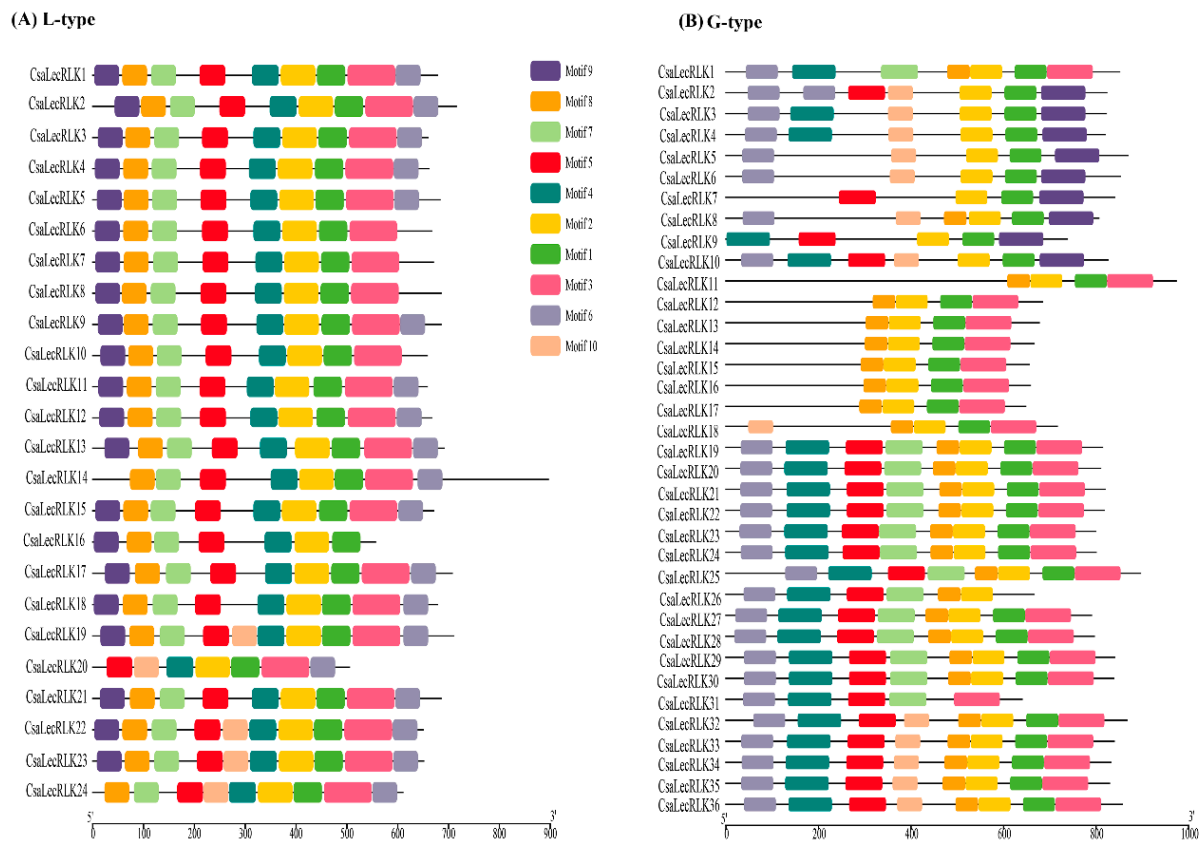 (A) L-type
CsaLecRLK1
CsaLecRLK2
CsaLecRLK3
CsaLecRLK4
CsaLecRLK5
CsaLecRLK6
CsaLecRLK7
CsaLecRLK8
CsaLecRLK9
CsaLecRLK10
CsaLecRLK11
CsaLecRLK12
CsaLecRLK13
CsaLecRLK14
CsaLecRLK15
CsaLecRLK16
CsaLecRLK17
CsaLecRLK18
CsaLecRLK19
CsaLecRLK20
CsaLecRLK21
CsaLecRLK22
CsaLecRLK23
CsaLecRLK24
5' 3'
0 100 200 300 400 500 600 700 800 900
Motif 9
Motif 8
Motif 7
Motif 5
Motif 4
Motif 2
Motif 1
Motif 3
Motif 6
Motif 10
(B) G-type
CsaLecRLK1
CsaLecRLK2
CsaLecRLK3
CsaLecRLK4
CsaLecRLK5
CsaLecRLK6
CsaLecRLK7
CsaLecRLK8
CsaLecRLK9
CsaLecRLK10
CsaLecRLK11
CsaLecRLK12
CsaLecRLK13
CsaLecRLK14
CsaLecRLK15
CsaLecRLK16
CsaLecRLK17
CsaLecRLK18
CsaLecRLK19
CsaLecRLK20
CsaLecRLK21
CsaLecRLK22
CsaLecRLK23
CsaLecRLK24
CsaLecRLK25
CsaLecRLK26
CsaLecRLK27
CsaLecRLK28
CsaLecRLK29
CsaLecRLK30
CsaLecRLK31
CsaLecRLK32
CsaLecRLK33
CsaLecRLK34
CsaLecRLK35
CsaLecRLK36
5' 3'
0 200 400 600 800 1000